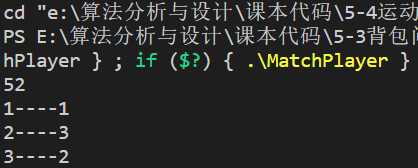 cd "e:\算法分析与设计\课本代码\5-4运动
PS E:\算法分析与设计\课本代码\5-3背包问
hPlayer } ; if ($?) { .\MatchPlayer }
52
1----1
2----3
3----2